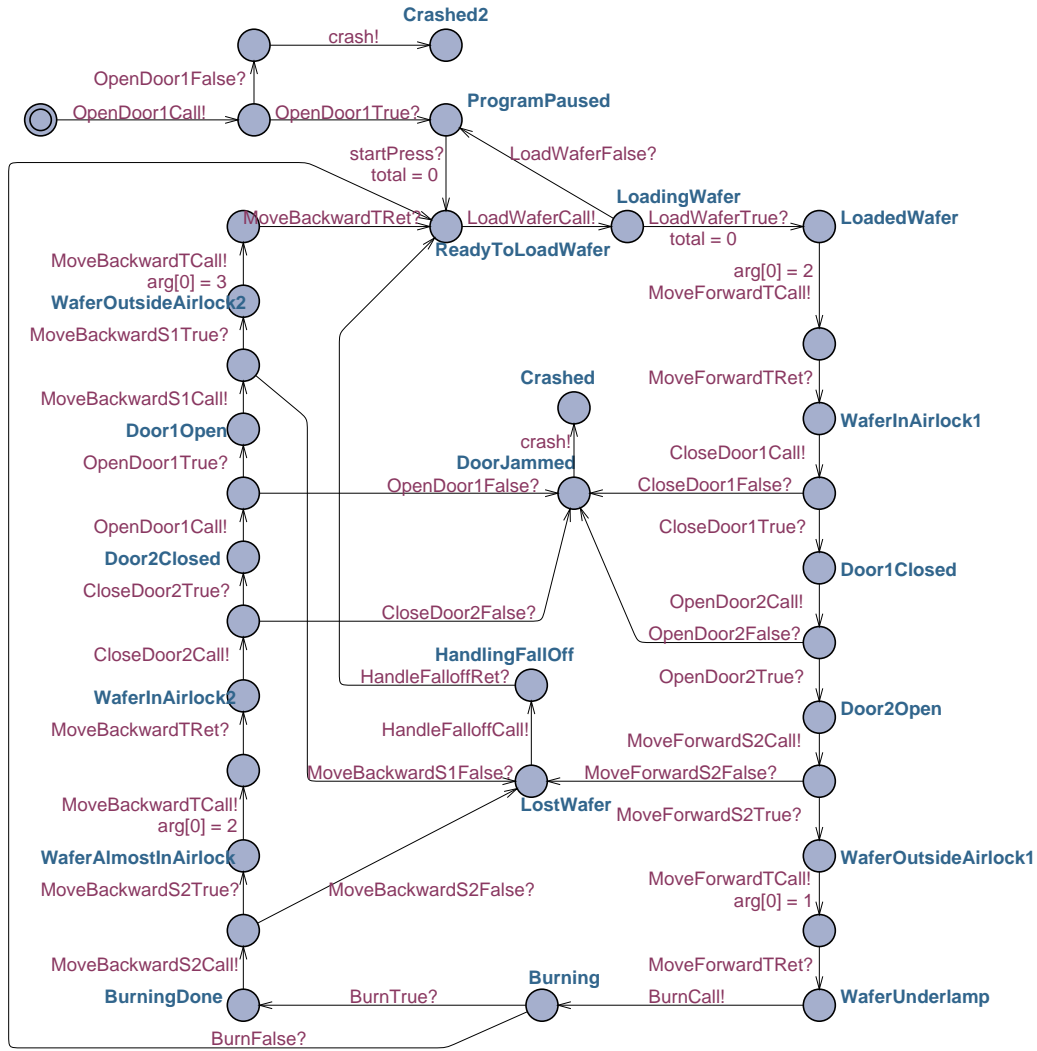 Crashed2
crash!
OpenDoor1False?
OpenDoor1Call!
OpenDoor1True?
ProgramPaused
startPress?
total = 0
LoadWaferFalse?
LoadingWafer
MoveBackwardTRet?
LoadWaferCall!
LoadWaferTrue?
total = 0
LoadedWafer
ReadyToLoadWafer
MoveBackwardTCall!
arg[0] = 3
arg[0] = 2
MoveForwardTCall!
WaferOutsideAirlock2
MoveBackwardS1True?
MoveForwardTRet?
Crashed
MoveBackwardS1Call!
WaferInAirlock1
Door1Open
crash!
CloseDoor1Call!
OpenDoor1True?
DoorJammed
OpenDoor1False?
CloseDoor1False?
OpenDoor1Call!
CloseDoor1True?
Door2Closed
Door1Closed
CloseDoor2True?
OpenDoor2Call!
CloseDoor2False?
OpenDoor2False?
CloseDoor2Call!
HandlingFallOff
HandleFalloffRet?
OpenDoor2True?
WaferInAirlock2
Door2Open
MoveBackwardTRet?
HandleFalloffCall!
MoveForwardS2Call!
MoveBackwardS1False?
MoveForwardS2False?
LostWafer
MoveBackwardTCall!
arg[0] = 2
MoveForwardS2True?
WaferAlmostInAirlock
WaferOutsideAirlock1
MoveBackwardS2True?
MoveBackwardS2False?
MoveForwardTCall!
arg[0] = 1
MoveBackwardS2Call!
MoveForwardTRet?
BurningDone
BurnTrue?
Burning
BurnCall!
WaferUnderlamp
BurnFalse?